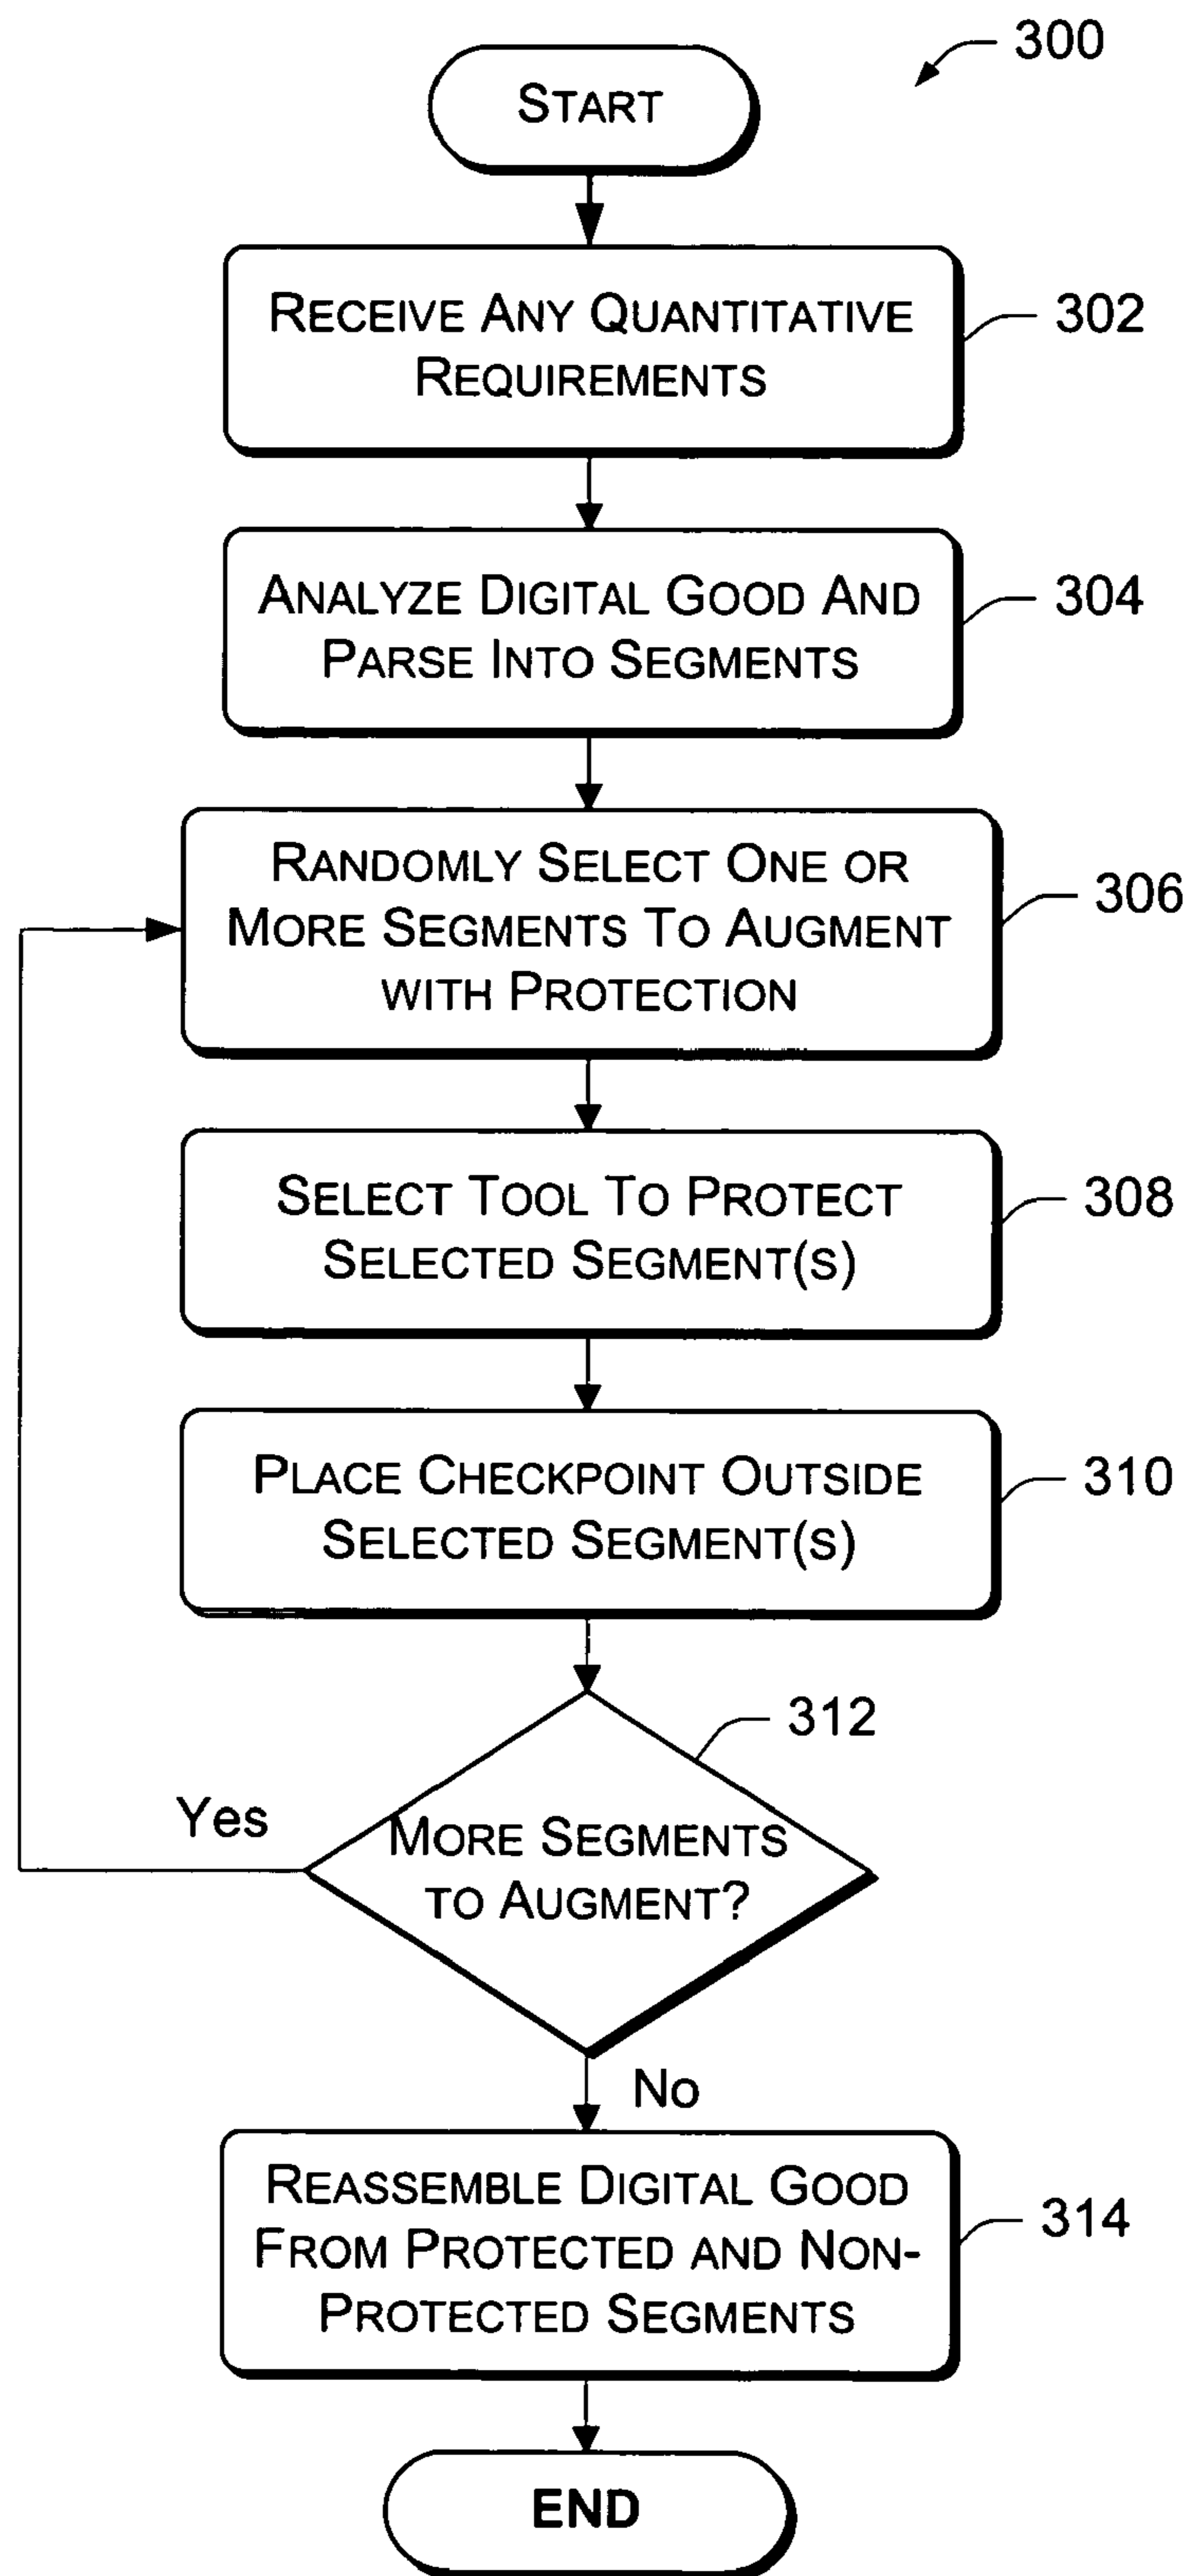 300
START
RECEIVE ANY QUANTITATIVE
REQUIREMENTS
302
ANALYZE DIGITAL GOOD AND
PARSE INTO SEGMENTS
304
RANDOMLY SELECT ONE OR
MORE SEGMENTS TO AUGMENT
WITH PROTECTION
306
SELECT TOOL TO PROTECT
SELECTED SEGMENT(S)
308
PLACE CHECKPOINT OUTSIDE
SELECTED SEGMENT(S)
310
312
Yes
MORE SEGMENTS
TO AUGMENT?
No
REASSEMBLE DIGITAL GOOD
FROM PROTECTED AND NON-
PROTECTED SEGMENTS
314
END